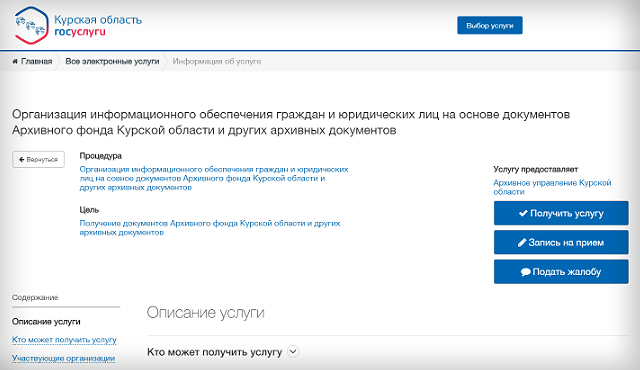 Курская область
госуслуги
Выбор услуги
Главная
Все электронные услуги
Информация об услуге
Организация информационного обеспечения граждан и юридических лиц на основе документов
Архивного фонда Курской области и других архивных документов
Вернуться
Процедура
Организация информационного обеспечения граждан и юридических
лиц на совное документов Архивного фонда Курской области и
других архивных документов
Цель
Получение документов Архивного фонда Курской области и других
архивных документов
Услугу предоставляет
Архивное управление Курской
области
Получить услугу
Запись на прием
Подать жалобу
Содержание
Описание услуги
Кто может получить услугу
Участвующие организации
Описание услуги
Кто может получить услугу